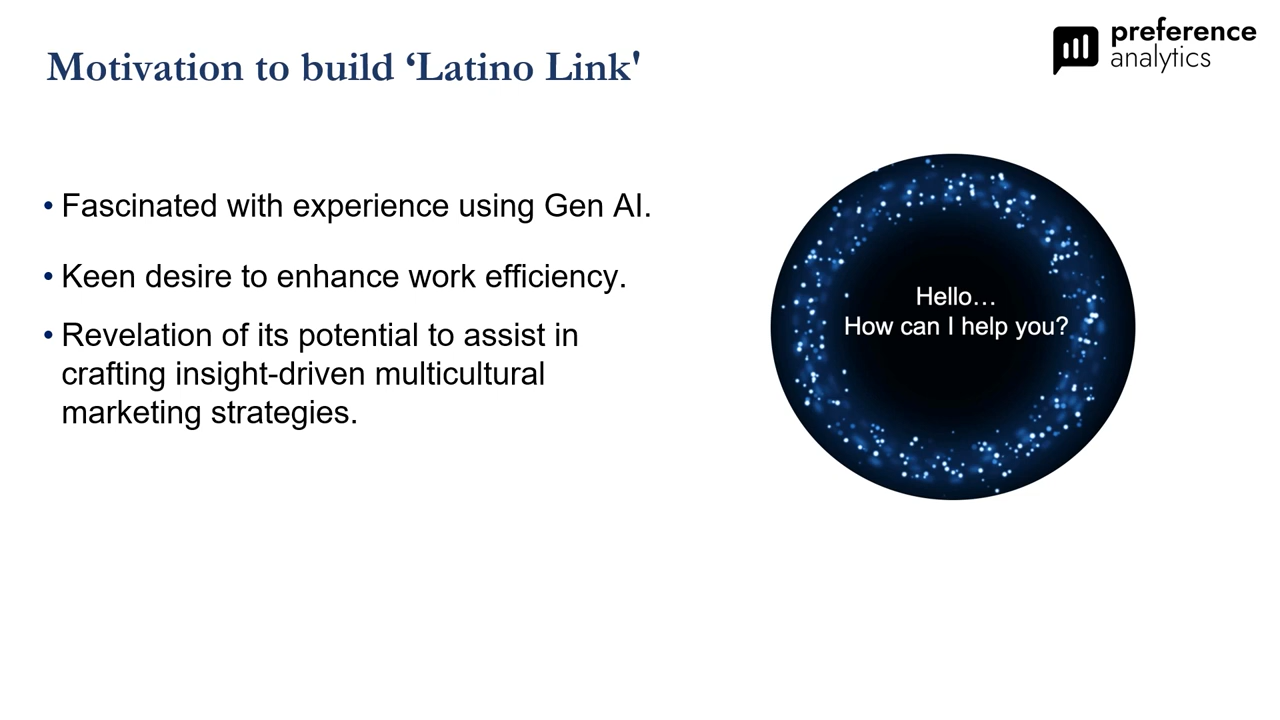 Motivation to build ‘Latino Link'
preference
analytics
• Fascinated with experience using Gen AI.
• Keen desire to enhance work efficiency.
• Revelation of its potential to assist in
crafting insight-driven multicultural
marketing strategies.
Hello…
How can I help you?